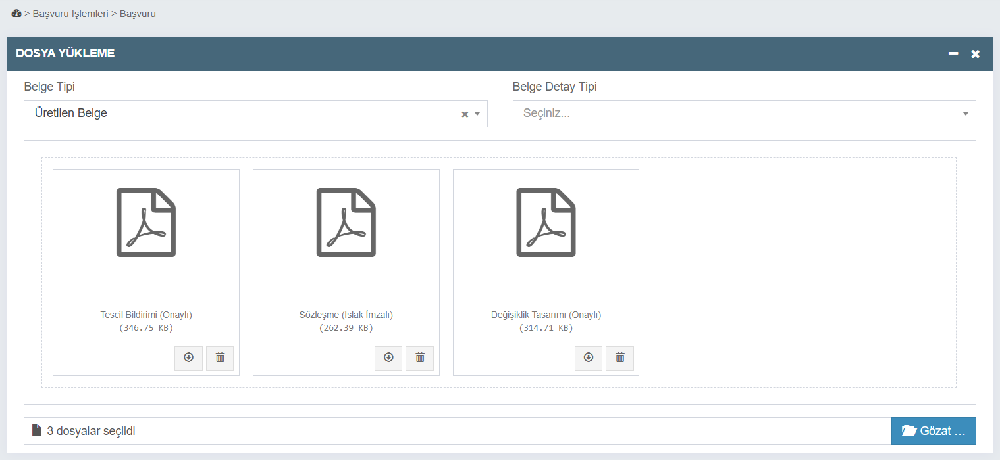 > Başvuru İşlemleri > Başvuru
DOSYA YÜKLEME
Belge Tipi
Belge Detay Tipi
Üretilen Belge
Seçiniz...
Tescil Bildirimi (Onaylı)
(346.75 KB)
Sözleşme (Islak İmzalı)
(262.39 KB)
Değişiklik Tasarımı (Onaylı)
(314.71 KB)
3 dosyalar seçildi
Gözat …